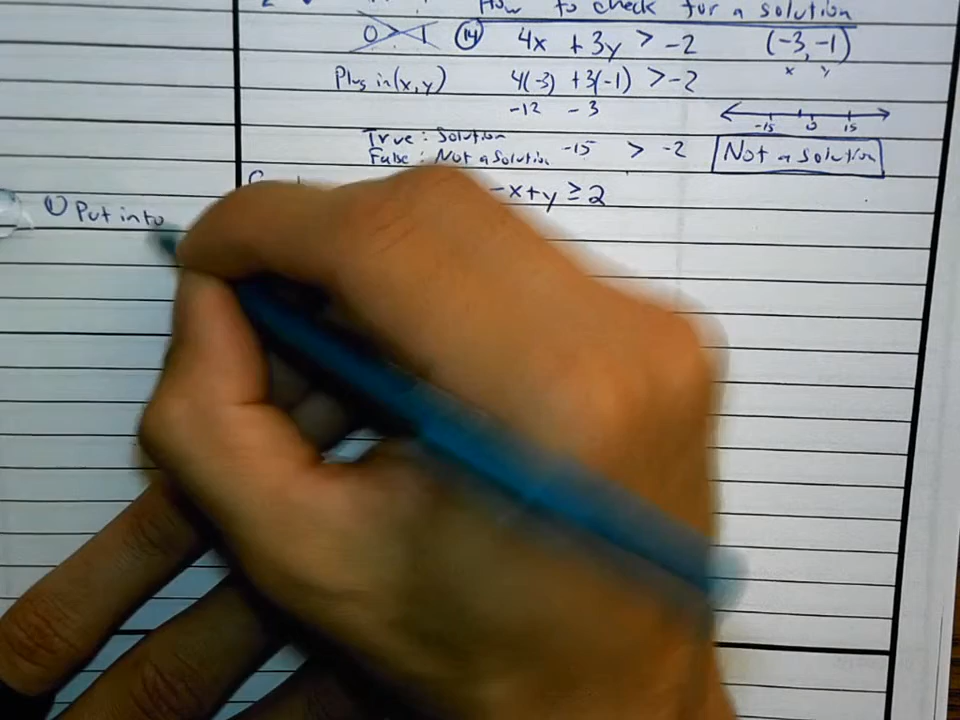 How to check for a solution
0 > 1 (14) 4x + 3y > -2 (-3, -1)
x y
Plug in (x,y) 4(-3) + 3(-1) > -2
-12 - 3
-15 0 15
True: Solution
False: Not a Solution -15 > -2 Not a solution
-x+y ≥ 2
① Put into